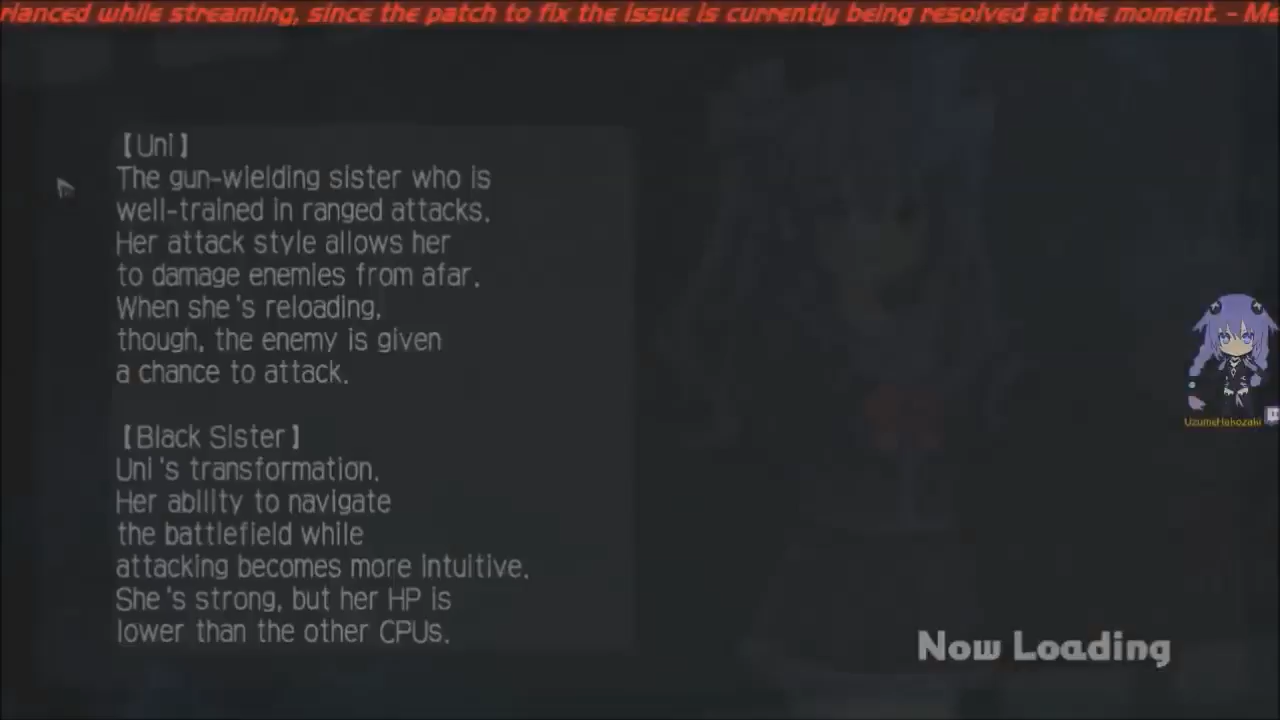 rianced while streaming, since the patch to fix the issue is currently being resolved at the moment. - Me
【Uni】
The gun-wielding sister who is
well-trained in ranged attacks.
Her attack style allows her
to damage enemies from afar.
When she's reloading,
though, the enemy is given
a chance to attack.
【Black Sister】
Uni's transformation.
Her ability to navigate
the battlefield while
attacking becomes more intuitive.
She's strong, but her HP is
lower than the other CPUs.
UzumeHakozaki
Now Loading